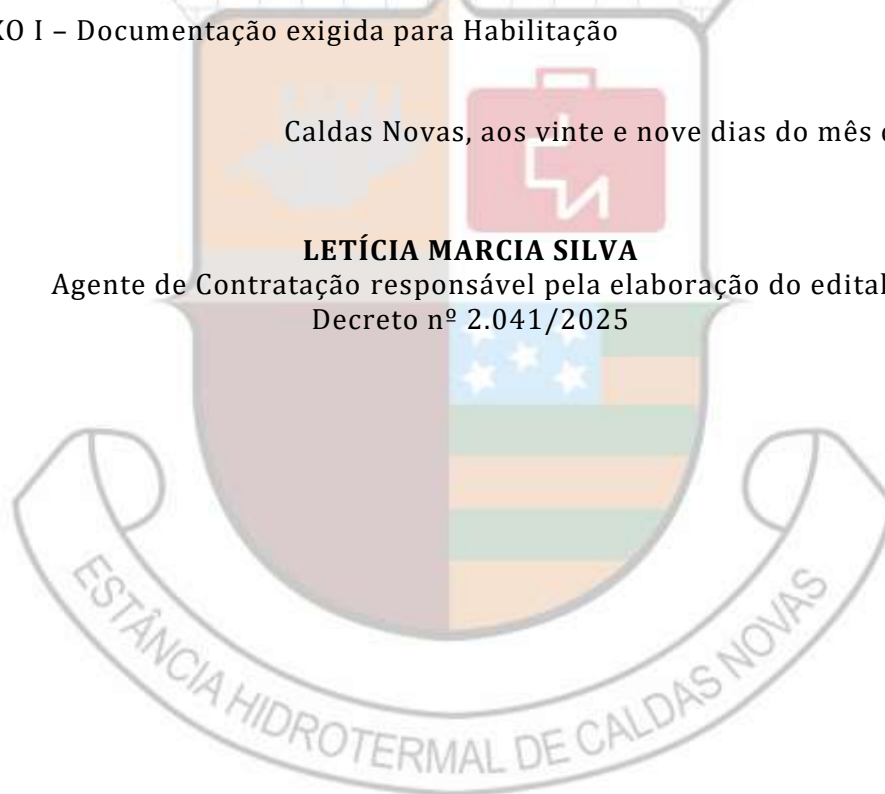 I – Documentação exigida para Habilitação
Caldas Novas, aos vinte e nove dias do mês
LETÍCIA MARCIA SILVA
Agente de Contratação responsável pela elaboração do edital
Decreto nº 2.041/2025
ESTÂNCIA HIDROTERMAL DE CALDAS NOVAS